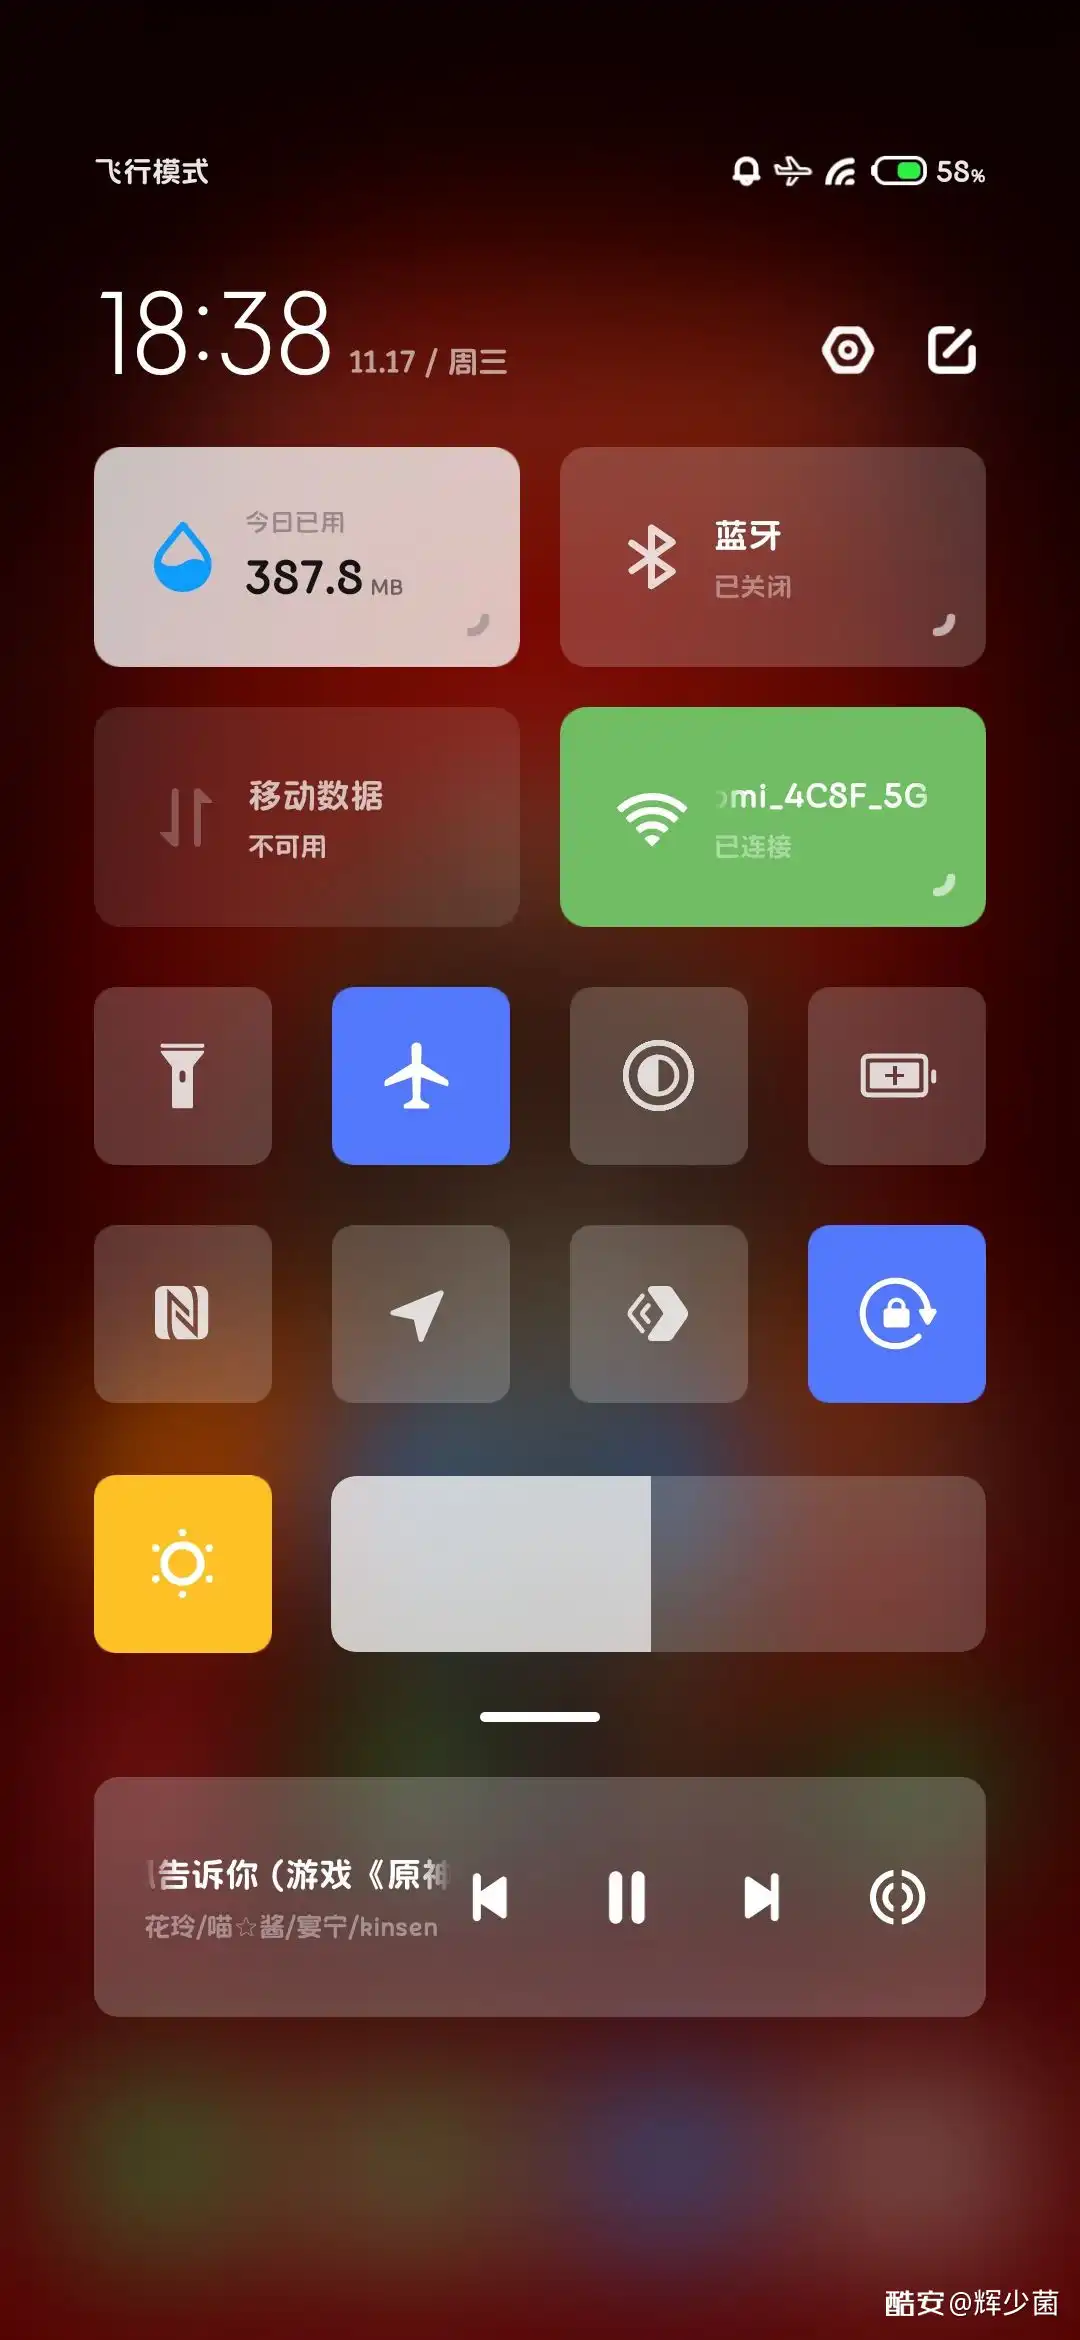 飞行模式
58%
18:38 11.17 / 周三
今日已用
387.8 MB
蓝牙
已关闭
移动数据
不可用
omi_4C8F_5G
已连接
告诉你 (游戏《原神
花玲/喵☆酱/宴宁/kinsen
酷安@辉少菌